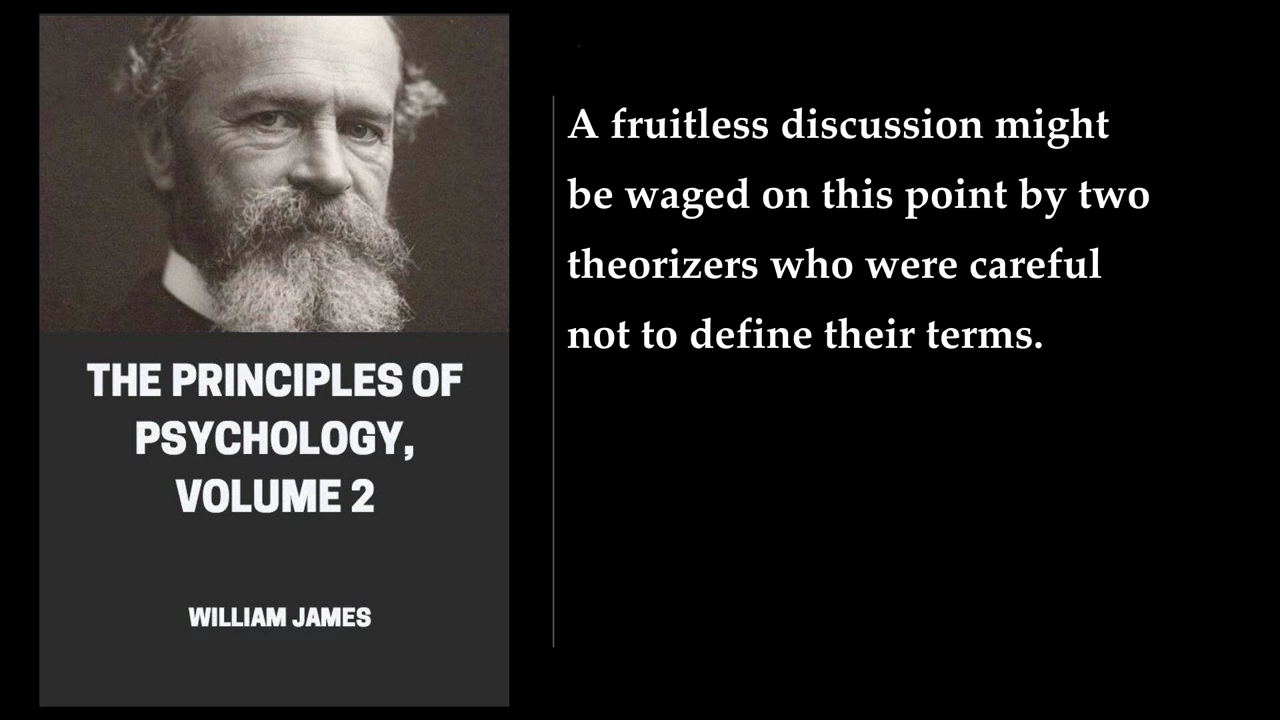 THE PRINCIPLES OF
PSYCHOLOGY,
VOLUME 2
WILLIAM JAMES
A fruitless discussion might
be waged on this point by two
theorizers who were careful
not to define their terms.